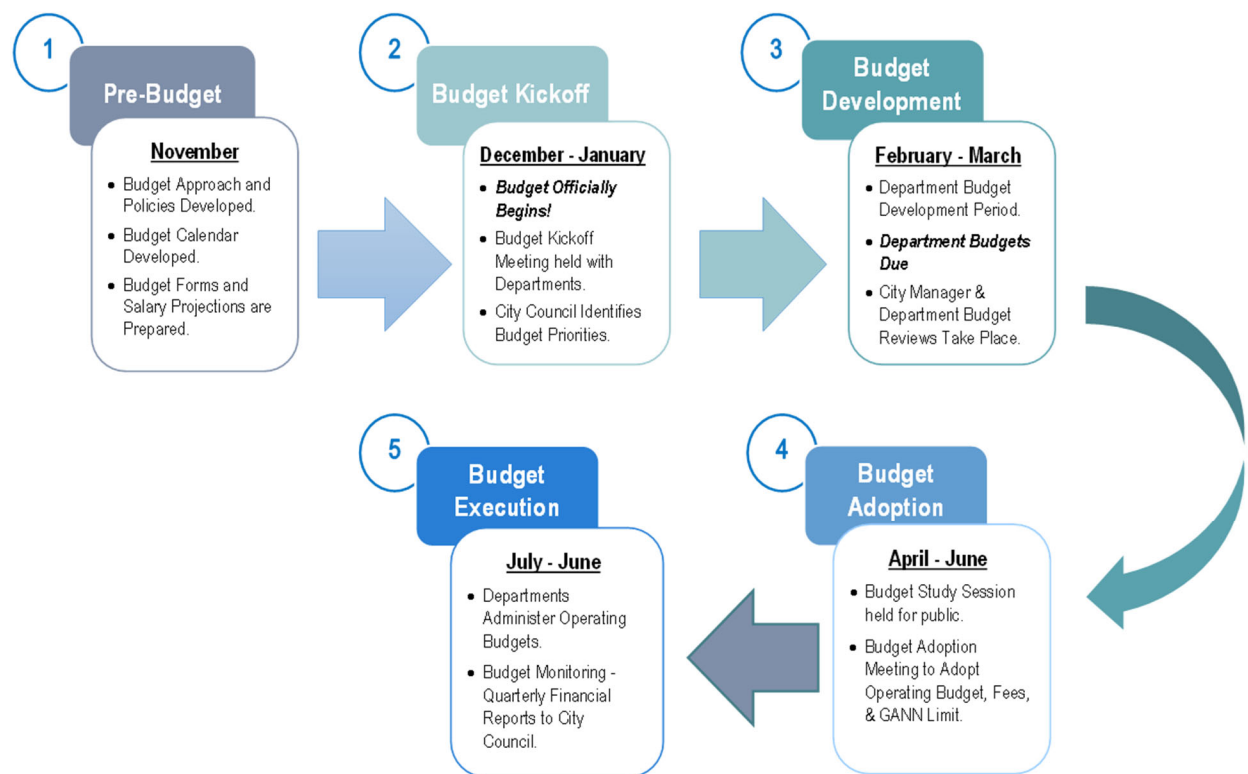 1
Pre-Budget
November
• Budget Approach and
Policies Developed.
• Budget Calendar
Developed.
• Budget Forms and
Salary Projections are
Prepared.
2
Budget Kickoff
December - January
• Budget Officially
Begins!
• Budget Kickoff
Meeting held with
Departments.
• City Council Identifies
Budget Priorities.
3
Budget
Development
February - March
• Department Budget
Development Period.
• Department Budgets
Due
• City Manager &
Department Budget
Reviews Take Place.
4
Budget
Adoption
April - June
• Budget Study Session
held for public.
• Budget Adoption
Meeting to Adopt
Operating Budget, Fees,
& GANN Limit.
5
Budget
Execution
July - June
• Departments
Administer Operating
Budgets.
• Budget Monitoring -
Quarterly Financial
Reports to City
Council.